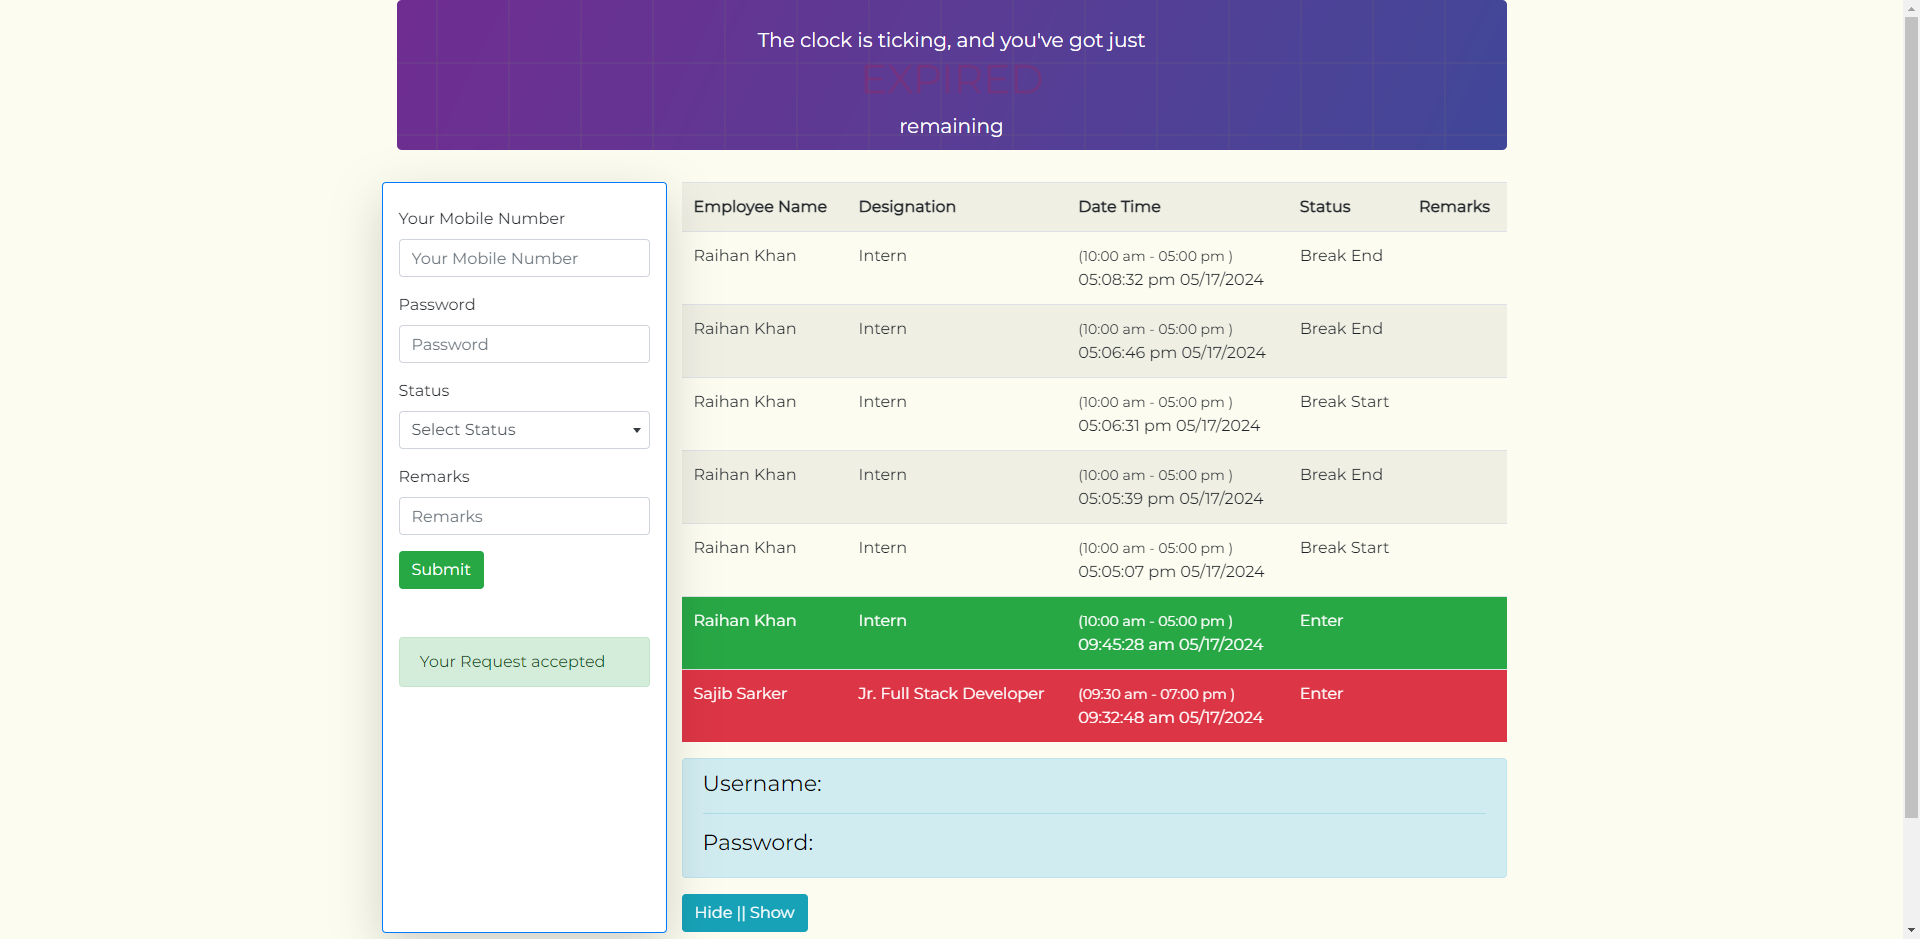 The clock is ticking, and you've got just
EXPIRED
remaining
Your Mobile Number
Your Mobile Number
Password
Password
Status
Select Status
Remarks
Remarks
Submit
Your Request accepted
Employee Name Designation Date Time Status Remarks
Raihan Khan Intern (10:00 am - 05:00 pm ) Break End
05:08:32 pm 05/17/2024
Raihan Khan Intern (10:00 am - 05:00 pm ) Break End
05:06:46 pm 05/17/2024
Raihan Khan Intern (10:00 am - 05:00 pm ) Break Start
05:06:31 pm 05/17/2024
Raihan Khan Intern (10:00 am - 05:00 pm ) Break End
05:05:39 pm 05/17/2024
Raihan Khan Intern (10:00 am - 05:00 pm ) Break Start
05:05:07 pm 05/17/2024
Raihan Khan Intern (10:00 am - 05:00 pm ) Enter
09:45:28 am 05/17/2024
Sajib Sarker Jr. Full Stack Developer (09:30 am - 07:00 pm ) Enter
09:32:48 am 05/17/2024
Username:
Password:
Hide || Show